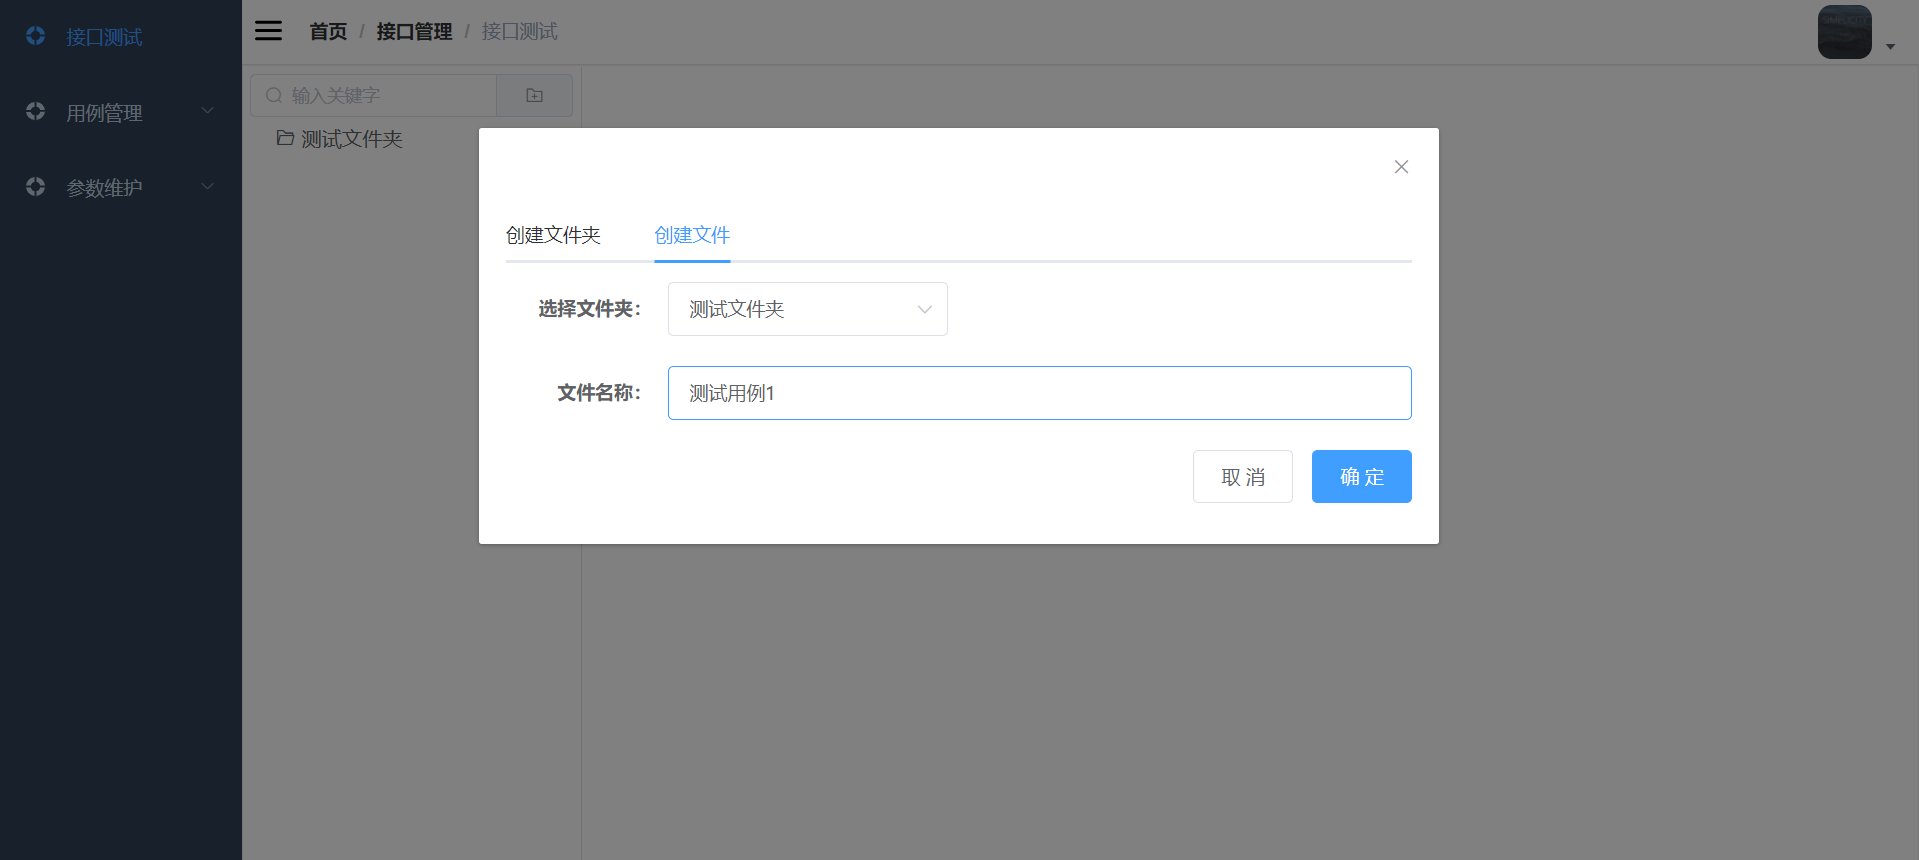 接口测试
用例管理
参数维护
首页 / 接口管理 / 接口测试
输入关键字
测试文件夹
创建文件夹 创建文件
选择文件夹： 测试文件夹
文件名称： 测试用例1
取 消 确 定